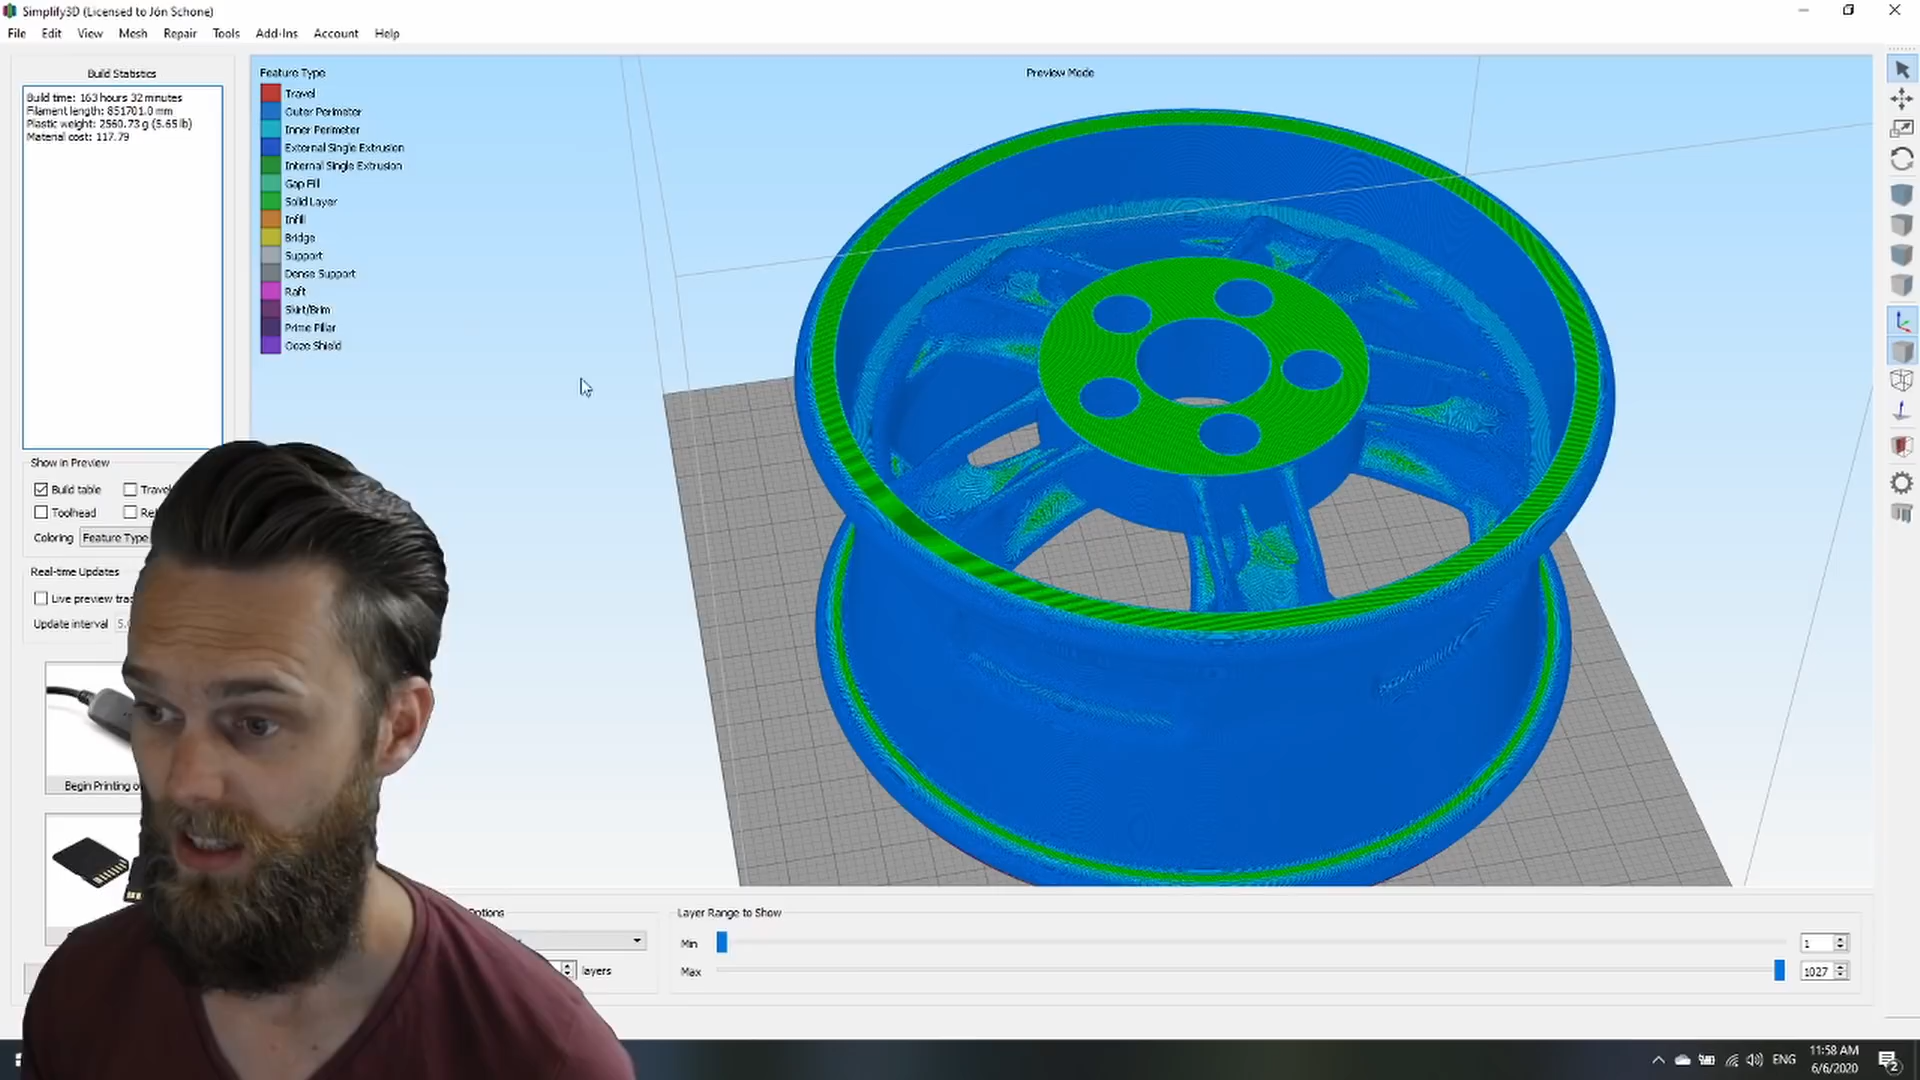 Simplify3D (Licensed to Jón Schone)
File Edit View Mesh Repair Tools Add-Ins Account Help
Build Statistics
Build time: 163 hours 32 minutes
Filament length: 851701.0 mm
Plastic weight: 2560.73 g (5.65 lb)
Material cost: 117.79
Feature Type
Travel
Outer Perimeter
Inner Perimeter
External Single Extrusion
Internal Single Extrusion
Gap Fill
Solid Layer
Infill
Bridge
Support
Dense Support
Raft
Skirt/Brim
Prime Pillar
Ooze Shield
Preview Mode
Show in Preview
Build table
Toolhead
Coloring Feature Type
Real-time Updates
Live preview
Update interval 5.
Begin Printing
layers
Layer Range to Show
Min 1
Max 1027
ENG
11:58 AM
6/6/2020
2